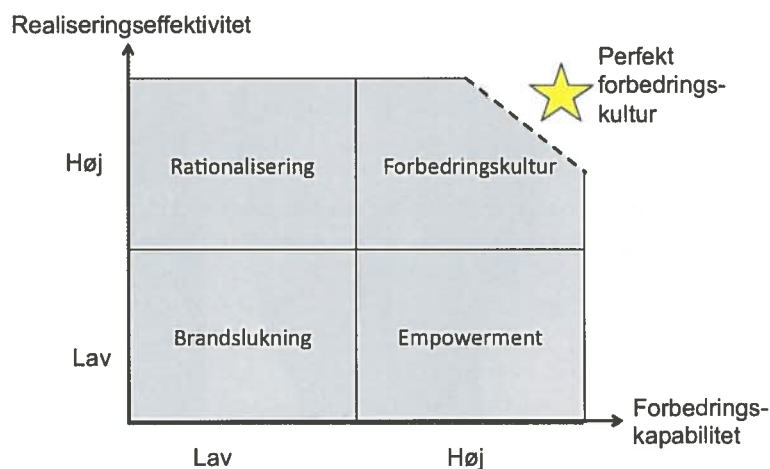 Realiseringseffektivitet
Perfekt
forbedrings-
kultur
Høj
Rationalisering
Forbedringskultur
Brandslukning
Empowerment
Lav
Forbedrings-
kapabilitet
Lav
Høj